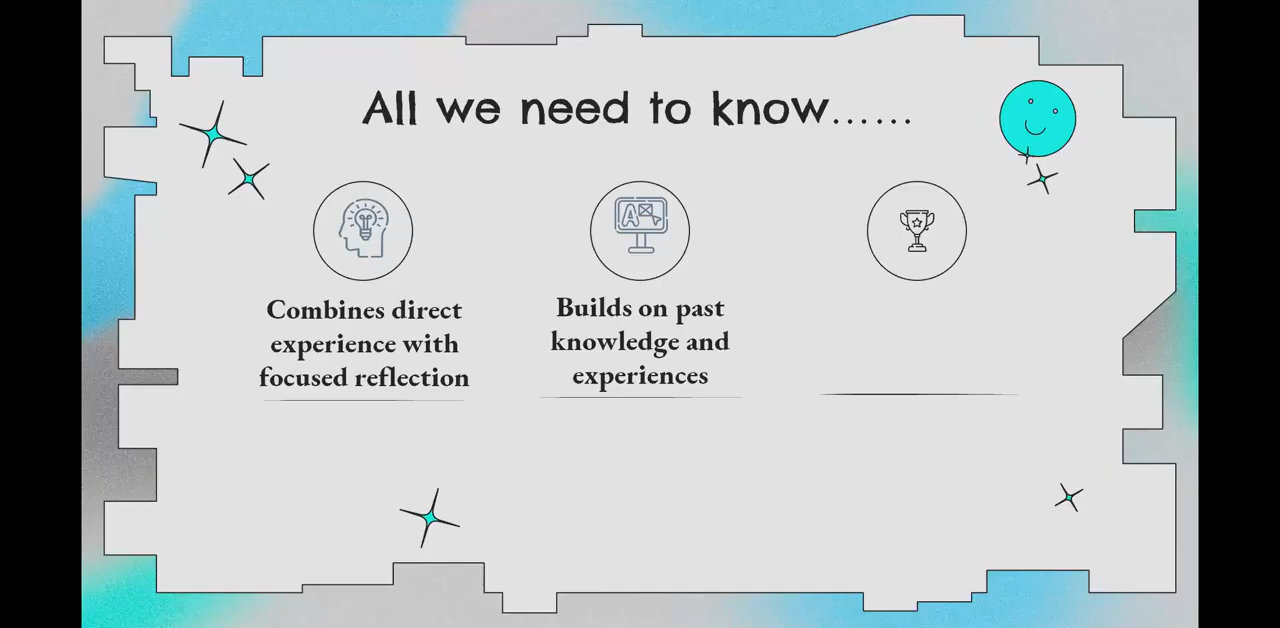 All we need to know......
Combines direct
experience with
focused reflection
Builds on past
knowledge and
experiences
A